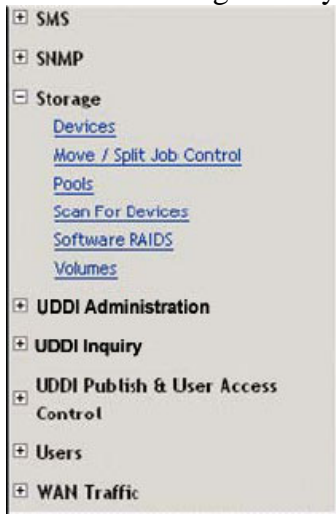 SMS
SNMP
Storage
Devices
Move / Split Job Control
Pools
Scan For Devices
Software RAIDS
Volumes
UDDI Administration
UDDI Inquiry
UDDI Publish & User Access
Control
Users
WAN Traffic